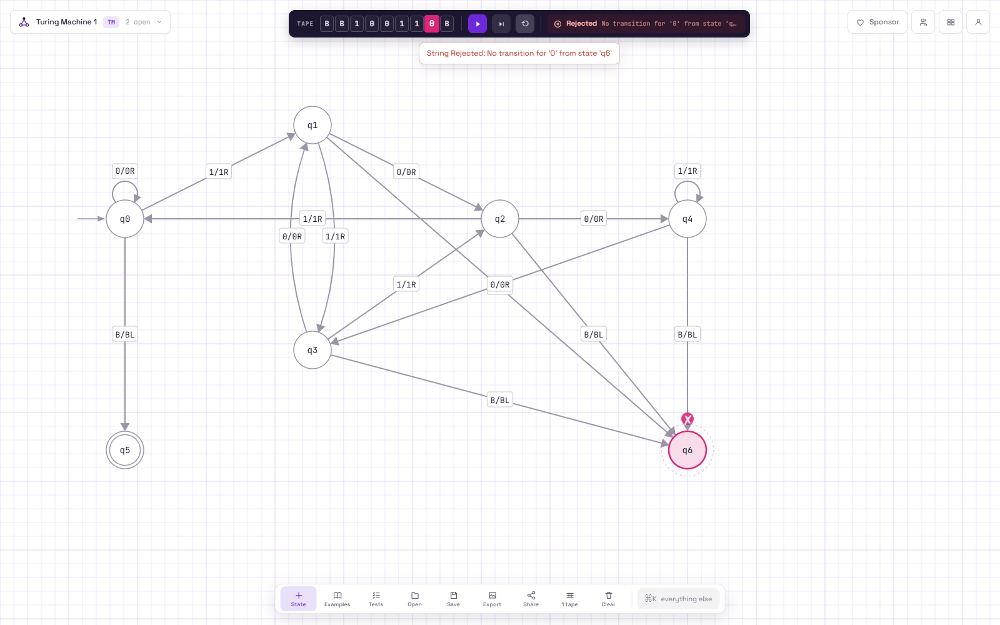 Turing Machine 1 TM 2 open
TAPE B B 1 0 0 1 1 0 B
Rejected No transition for '0' from state 'q…
Sponsor
String Rejected: No transition for '0' from state 'q6'
q1
0/0R
1/1R
0/0R
1/1R
q0
1/1R
q2
0/0R
q4
0/0R
1/1R
1/1R
0/0R
B/BL
B/BL
B/BL
q3
B/BL
X
q5
q6
State
Examples
Tests
Open
Save
Export
Share
1 tape
Clear
⌘K everything else